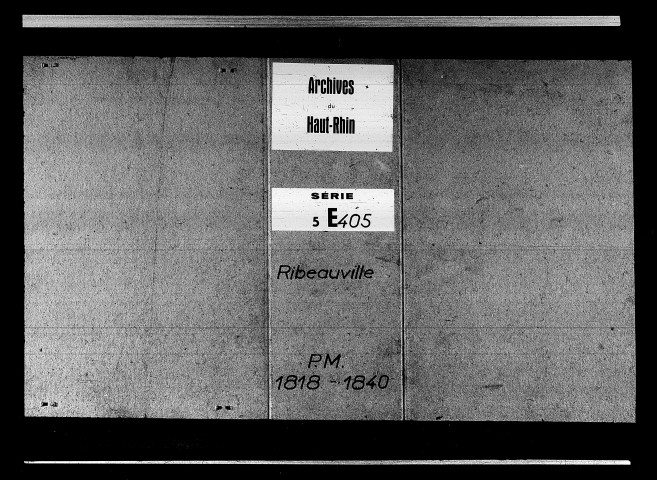 Archives
du
Haut-Rhin
SÉRIE
5 E405
Ribeauville
P.M.
1818 - 1840